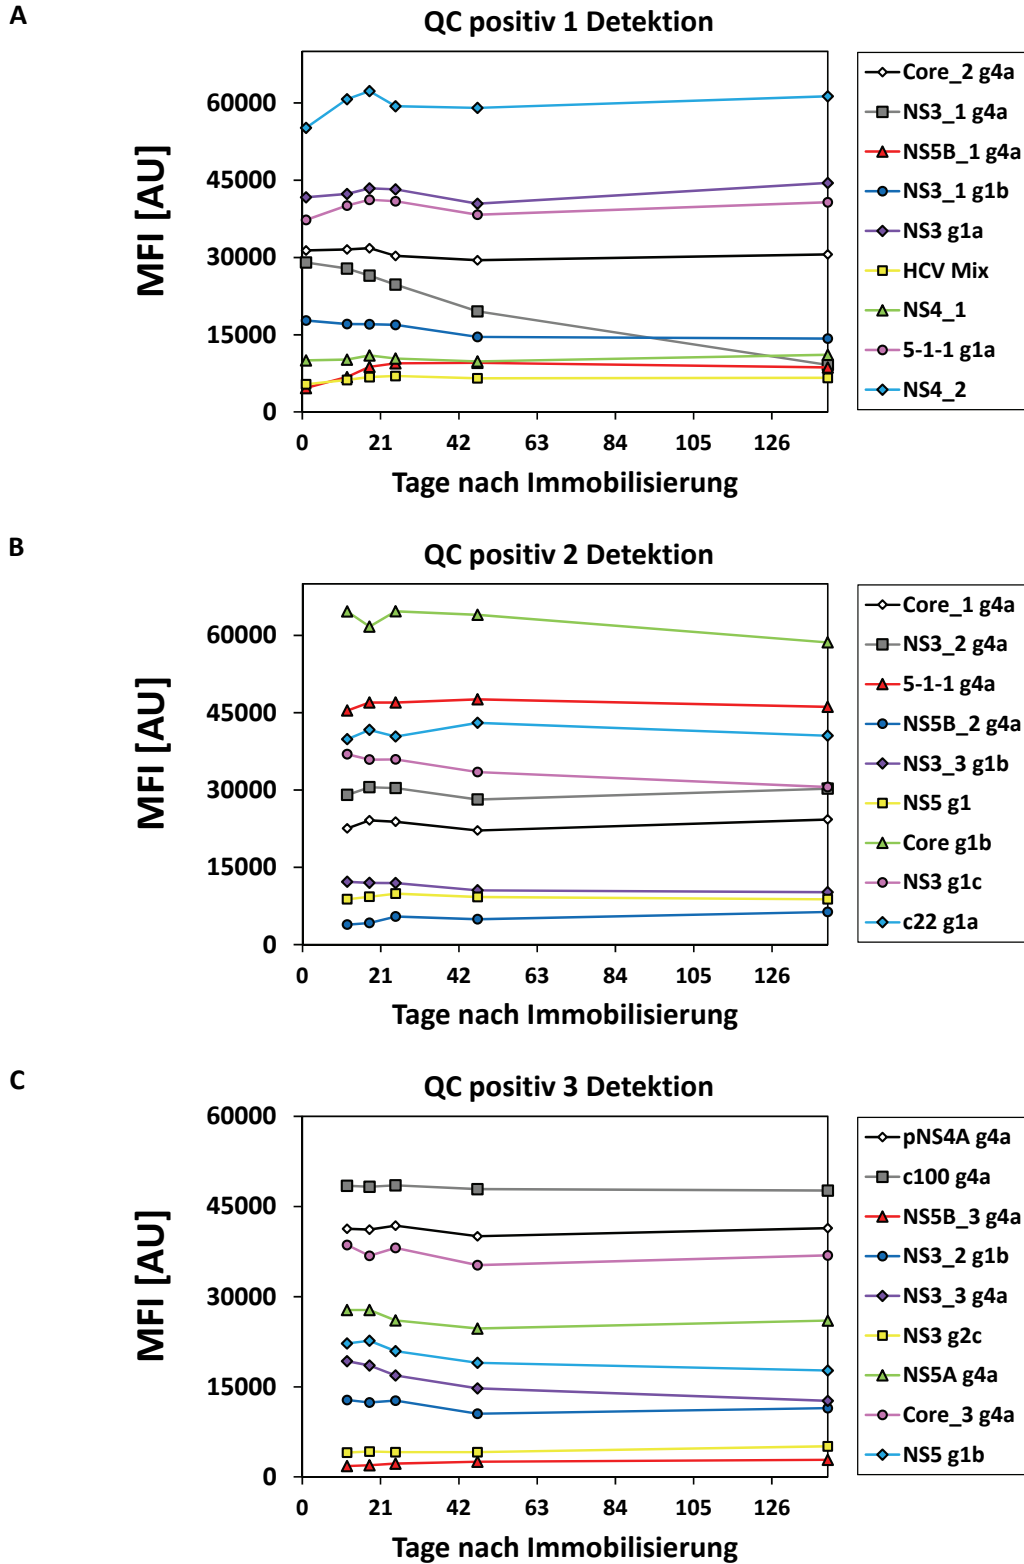 A
QC positiv 1 Detektion
MFI [AU]
60000
45000
30000
15000
0
0 21 42 63 84 105 126
Tage nach Immobilisierung
Core_2 g4a
NS3_1 g4a
NS5B_1 g4a
NS3_1 g1b
NS3 g1a
HCV Mix
NS4_1
5-1-1 g1a
NS4_2
B
QC positiv 2 Detektion
MFI [AU]
60000
45000
30000
15000
0
0 21 42 63 84 105 126
Tage nach Immobilisierung
Core_1 g4a
NS3_2 g4a
5-1-1 g4a
NS5B_2 g4a
NS3_3 g1b
NS5 g1
Core g1b
NS3 g1c
c22 g1a
C
QC positiv 3 Detektion
MFI [AU]
60000
45000
30000
15000
0
0 21 42 63 84 105 126
Tage nach Immobilisierung
pNS4A g4a
c100 g4a
NS5B_3 g4a
NS3_2 g1b
NS3_3 g4a
NS3 g2c
NS5A g4a
Core_3 g4a
NS5 g1b